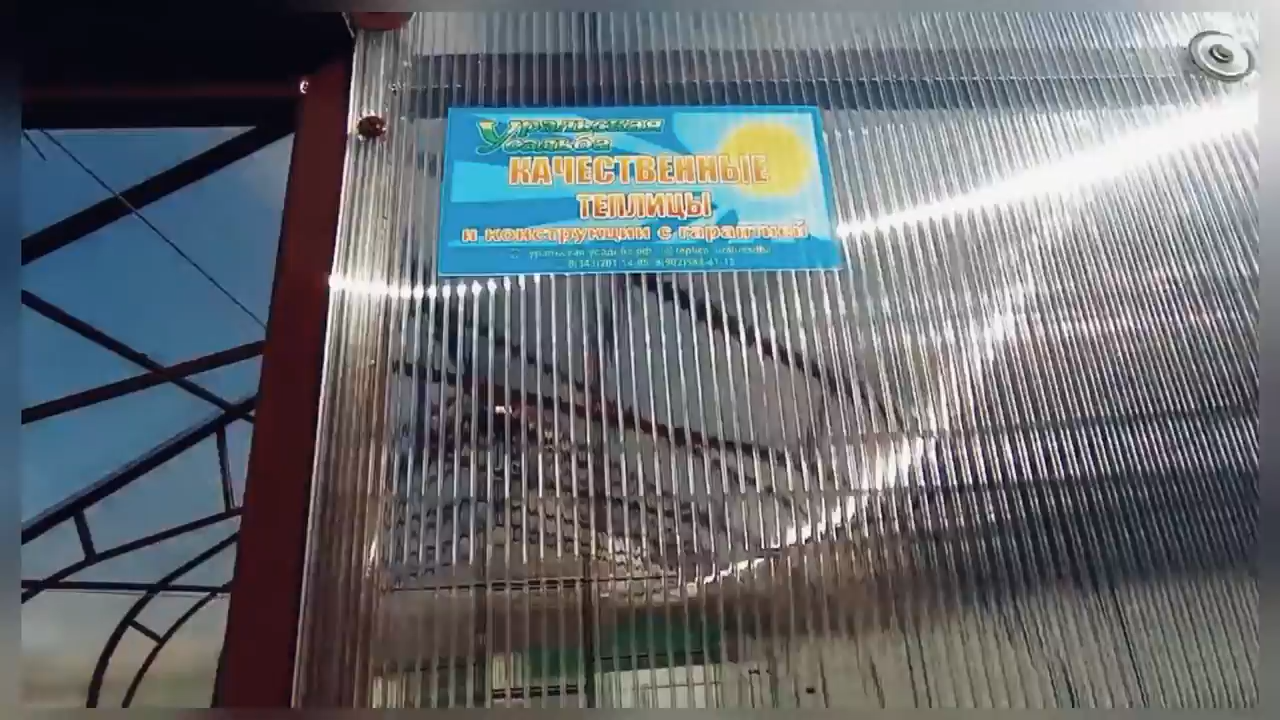 Уральская
Усадьба
КАЧЕСТВЕННЫЕ
ТЕПЛИЦЫ
и конструкции с гарантией